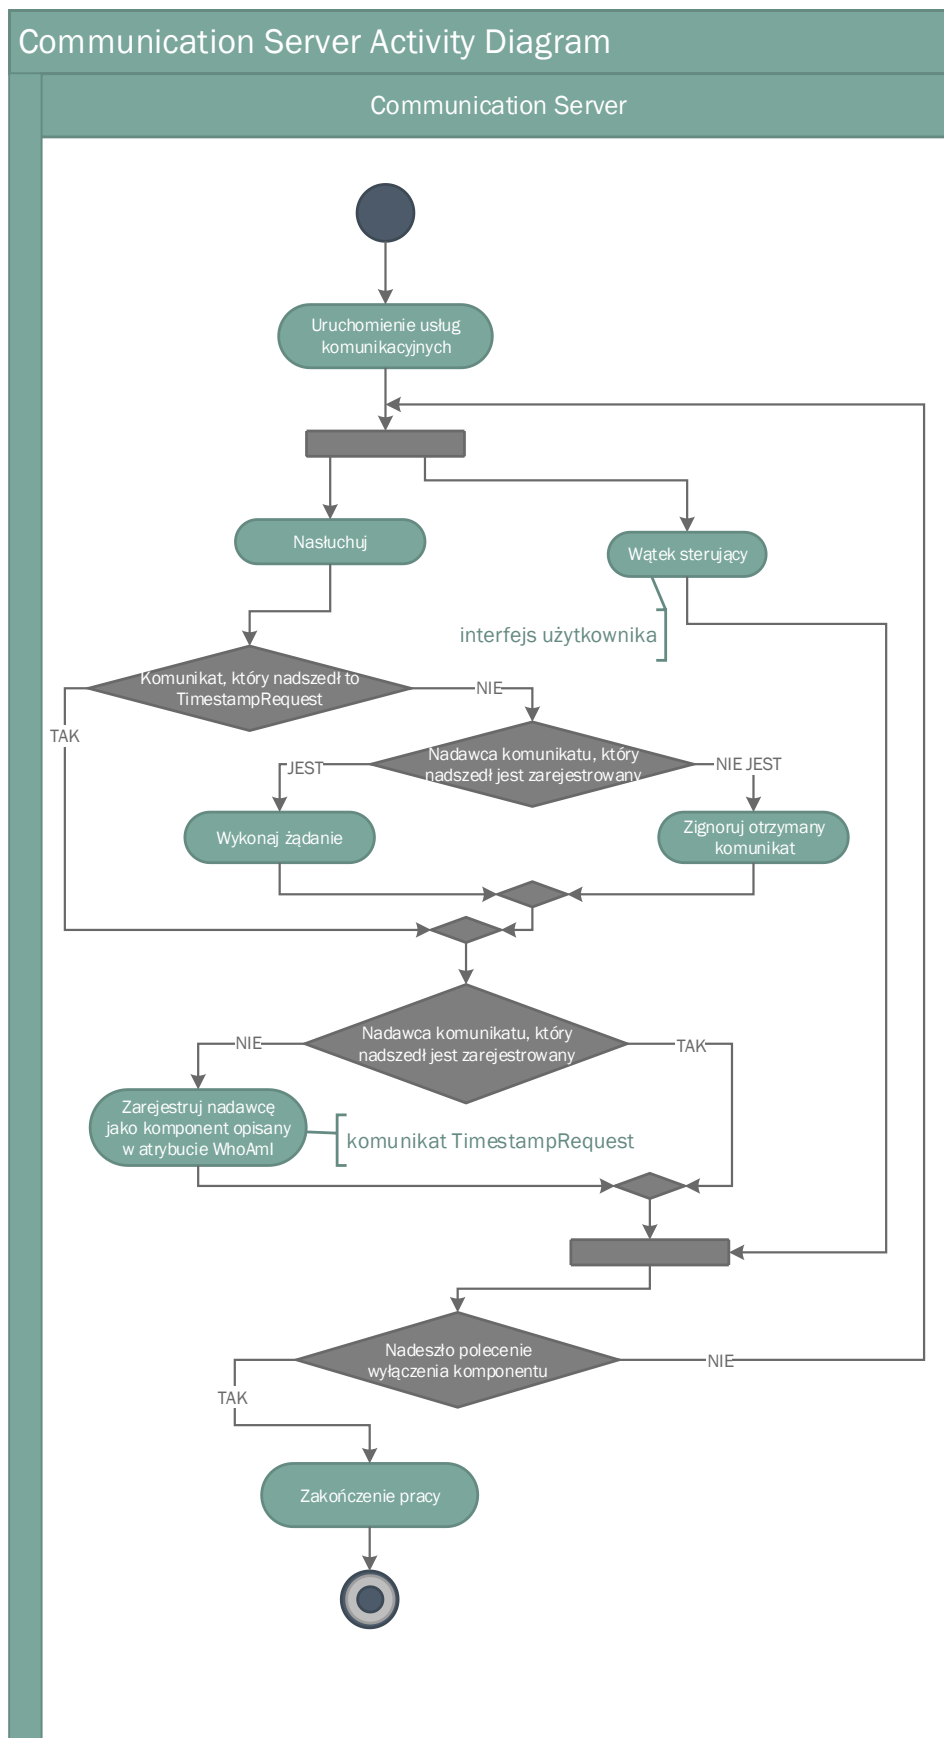 Communication Server Activity Diagram
Communication Server
Uruchomienie usług
komunikacyjnych
Nasłuchuj
Wątek sterujący
interfejs użytkownika
Komunikat, który nadszedł to
TimestampRequest
NIE
TAK
Nadawca komunikatu, który
nadszedł jest zarejestrowany
JEST
NIE JEST
Wykonaj żądanie
Zignoruj otrzymany
komunikat
Nadawca komunikatu, który
nadszedł jest zarejestrowany
NIE
TAK
Zarejestruj nadawcę
jako komponent opisany
w atrybucie WhoAmI
komunikat TimestampRequest
Nadeszło polecenie
wyłączenia komponentu
NIE
TAK
Zakończenie pracy